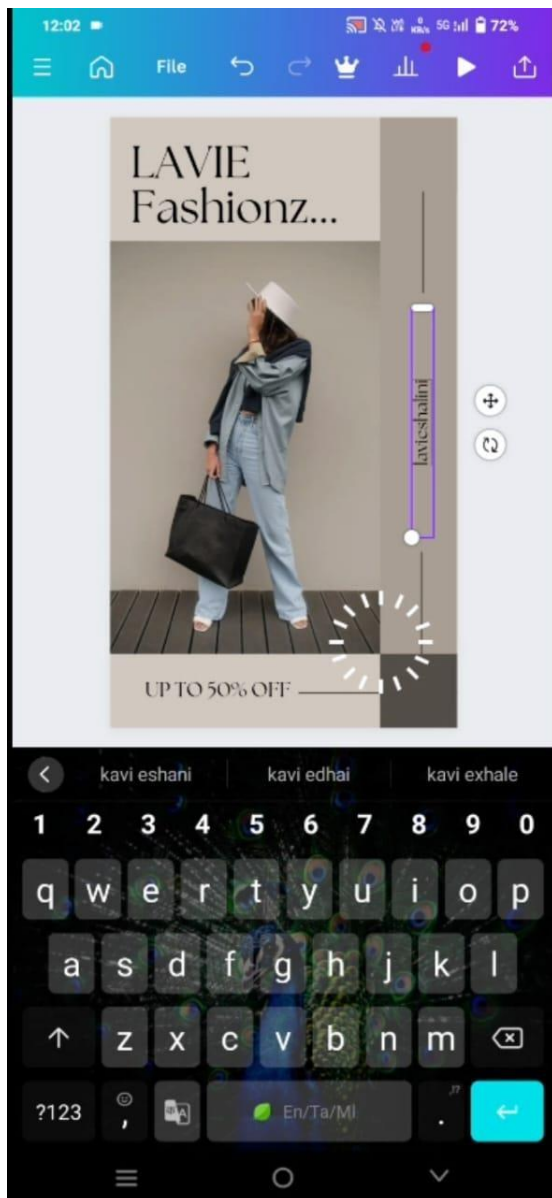 12:02
5G 72%
File
LAVIE
Fashionz...
lavieshalini
UP TO 50% OFF
kavi eshani kavi edhai kavi exhale
1 2 3 4 5 6 7 8 9 0
q w e r t y u i o p
a s d f g h j k l
z x c v b n m
?123 , En/Ta/Ml .